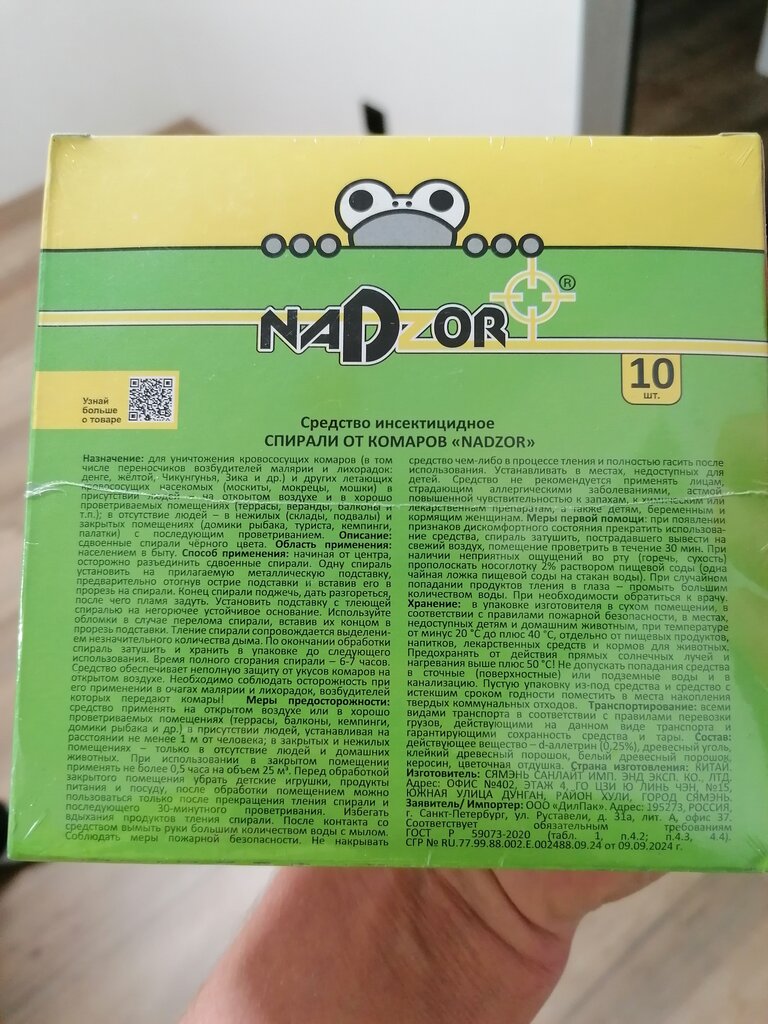 NADZOR
®
10
шт.
Узнай
больше
о товаре
Средство инсектицидное
СПИРАЛИ ОТ КОМАРОВ «NADZOR»
Назначение: для уничтожения кровососущих комаров (в том
числе переносчиков возбудителей малярии и лихорадок:
денге, жёлтой, Чикунгунья, Зика и др.) и других летающих
кровососущих насекомых (москиты, мокрецы, мошки) в
присутствии людей – на открытом воздухе и в хорошо
проветриваемых помещениях (террасы, веранды, балконы и
т.п.); в отсутствие людей – в нежилых (склады, подвалы) и
закрытых помещениях (домики рыбака, туриста, кемпинги,
палатки) с последующим проветриванием. Описание:
сдвоенные спирали чёрного цвета. Область применения:
населением в быту. Способ применения: начиная от центра,
осторожно разъединить сдвоенные спирали. Одну спираль
установить на прилагаемую металлическую подставку,
предварительно отогнув острие подставки и вставив его в
прорезь на спирали. Конец спирали поджечь, дать разгореться,
после чего пламя задуть. Установить подставку с тлеющей
спиралью на негорючее устойчивое основание. Используйте
обломки в случае перелома спирали, вставив их концом в
прорезь подставки. Тление спирали сопровождается выделени-
ем незначительного количества дыма. По окончании обработки
спираль затушить и хранить в упаковке до следующего
использования. Время полного сгорания спирали – 6-7 часов.
Средство обеспечивает неполную защиту от укусов комаров на
открытом воздухе. Необходимо соблюдать осторожность при
его применении в очагах малярии и лихорадок, возбудителей
которых передают комары! Меры предосторожности:
средство применять на открытом воздухе или в хорошо
проветриваемых помещениях (террасы, балконы, кемпинги,
домики рыбака и др.) в присутствии людей, устанавливая на
расстоянии не менее 1 м от человека; в закрытых и нежилых
помещениях – только в отсутствие людей и домашних
животных. При использовании в закрытом помещении
применять не более 0,5 часа на объем 25 м³. Перед обработкой
закрытого помещения убрать детские игрушки, продукты
питания и посуду, после обработки помещением можно
пользоваться только после прекращения тления спирали и
последующего 30-минутного проветривания. Избегать
вдыхания продуктов тления спирали. После контакта со
средством вымыть руки большим количеством воды с мылом.
Соблюдать меры пожарной безопасности. Не накрывать
средство чем-либо в процессе тления и полностью гасить после
использования. Устанавливать в местах, недоступных для
детей. Средство не рекомендуется применять лицам,
страдающим аллергическими заболеваниями, астмой
повышенной чувствительностью к запахам, к химическим или
лекарственным препаратам, а также детям, беременным и
кормящим женщинам. Меры первой помощи: при появлении
признаков дискомфортного состояния прекратить использова-
ние средства, спираль затушить, пострадавшего вывести на
свежий воздух, помещение проветрить в течение 30 мин. При
наличии неприятных ощущений во рту (горечь, сухость)
прополоскать носоглотку 2% раствором пищевой соды (одна
чайная ложка пищевой соды на стакан воды). При случайном
попадании продуктов тления в глаза – промыть большим
количеством воды. При необходимости обратиться к врачу.
Хранение: в упаковке изготовителя в сухом помещении, в
соответствии с правилами пожарной безопасности, в местах,
недоступных детям и домашним животным, при температуре
от минус 20 °С до плюс 40 °С, отдельно от пищевых продуктов,
напитков, лекарственных средств и кормов для животных.
Предохранять от действия прямых солнечных лучей и
нагревания выше плюс 50 °С! Не допускать попадания средства
в сточные (поверхностные) или подземные воды и в
канализацию. Пустую упаковку из-под средства и средство с
истекшим сроком годности поместить в места накопления
твердых коммунальных отходов. Транспортирование: всеми
видами транспорта в соответствии с правилами перевозки
грузов, действующими на данном виде транспорта и
гарантирующими сохранность средства и тары. Состав:
действующее вещество – d-аллетрин (0,25%), древесный уголь,
клейкий древесный порошок, белый древесный порошок,
керосин, цветочная отдушка. Страна изготовления: КИТАЙ.
Изготовитель: СЯМЭНЬ САНЛАЙТ ИМП. ЭНД ЭКСП. КО., ЛТД.
Адрес: ОФИС №402, ЭТАЖ 4, ГО ЦЗИ Ю ЛИНЬ ЧЭН, №15,
ЮЖНАЯ УЛИЦА ДУНГАН, РАЙОН ХУЛИ, ГОРОД СЯМЭНЬ.
Заявитель/ Импортер: ООО «ДилПак». Адрес: 195273, РОССИЯ,
г. Санкт-Петербург, ул. Руставели, д. 31а, лит. А, офис 37.
Соответствует обязательным требованиям
ГОСТ Р 59073-2020 (табл. 1, п.4.2; п.4.3, 4.4).
СГР № RU.77.99.88.002.Е.002488.09.24 от 09.09.2024 г.